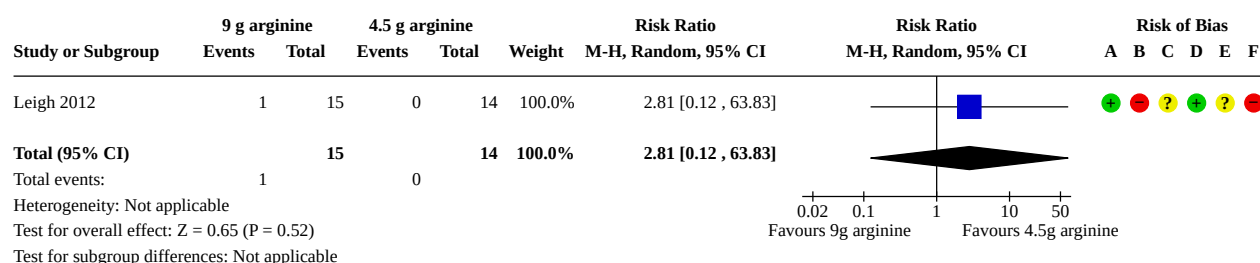 9 g arginine 4.5 g arginine Risk Ratio Risk Ratio Risk of Bias
Study or Subgroup Events Total Events Total Weight M-H, Random, 95% CI M-H, Random, 95% CI A B C D E F
Leigh 2012 1 15 0 14 100.0% 2.81 [0.12 , 63.83] + − ? + ? −
Total (95% CI) 15 14 100.0% 2.81 [0.12 , 63.83]
Total events: 1 0
Heterogeneity: Not applicable
0.02 0.1 1 10 50
Test for overall effect: Z = 0.65 (P = 0.52) Favours 9g arginine Favours 4.5g arginine
Test for subgroup differences: Not applicable